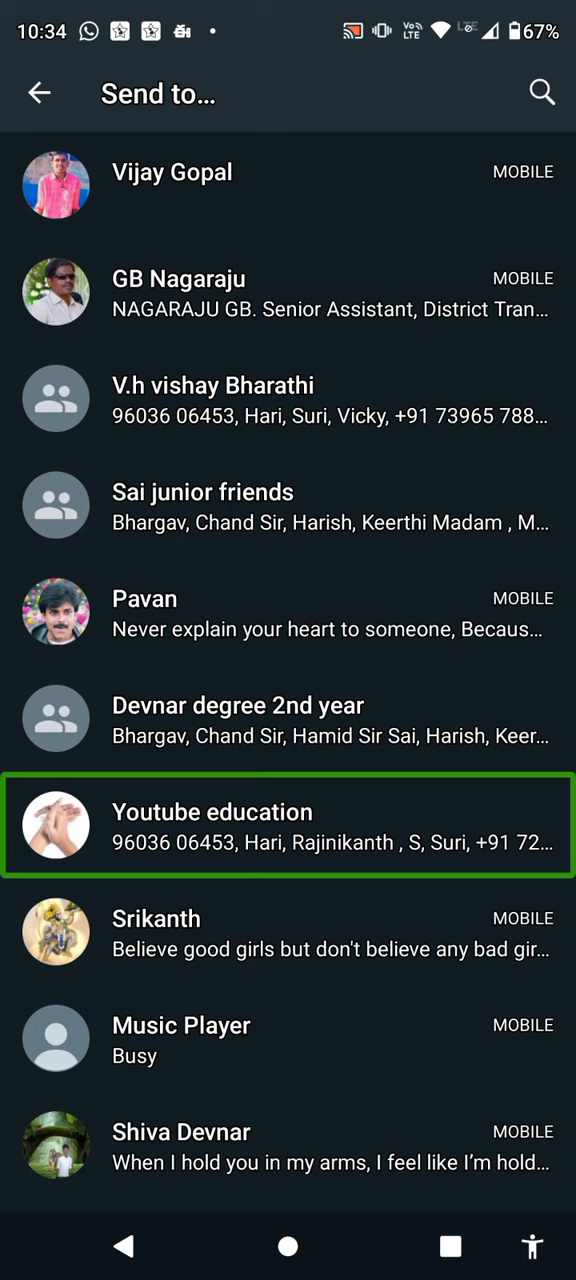 10:34
Vo LTE
LTE
67%
Send to...
Vijay Gopal MOBILE
GB Nagaraju MOBILE
NAGARAJU GB. Senior Assistant, District Tran...
V.h vishay Bharathi
96036 06453, Hari, Suri, Vicky, +91 73965 788...
Sai junior friends
Bhargav, Chand Sir, Harish, Keerthi Madam , M...
Pavan MOBILE
Never explain your heart to someone, Becaus...
Devnar degree 2nd year
Bhargav, Chand Sir, Hamid Sir Sai, Harish, Keer...
Youtube education
96036 06453, Hari, Rajinikanth , S, Suri, +91 72...
Srikanth MOBILE
Believe good girls but don't believe any bad gir...
Music Player MOBILE
Busy
Shiva Devnar MOBILE
When I hold you in my arms, I feel like I’m hold...